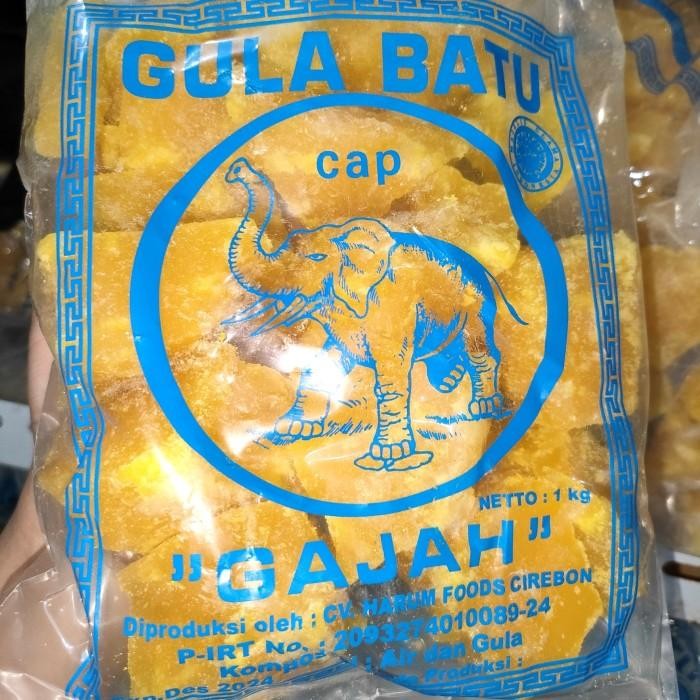 GULA BATU
cap
NETTO : 1 kg
"GAJAH"
Diproduksi oleh : CV. HARUM FOODS CIREBON
P-IRT No. : 2093274010089-24
: Air dan Gula
Des 2024 Produksi :